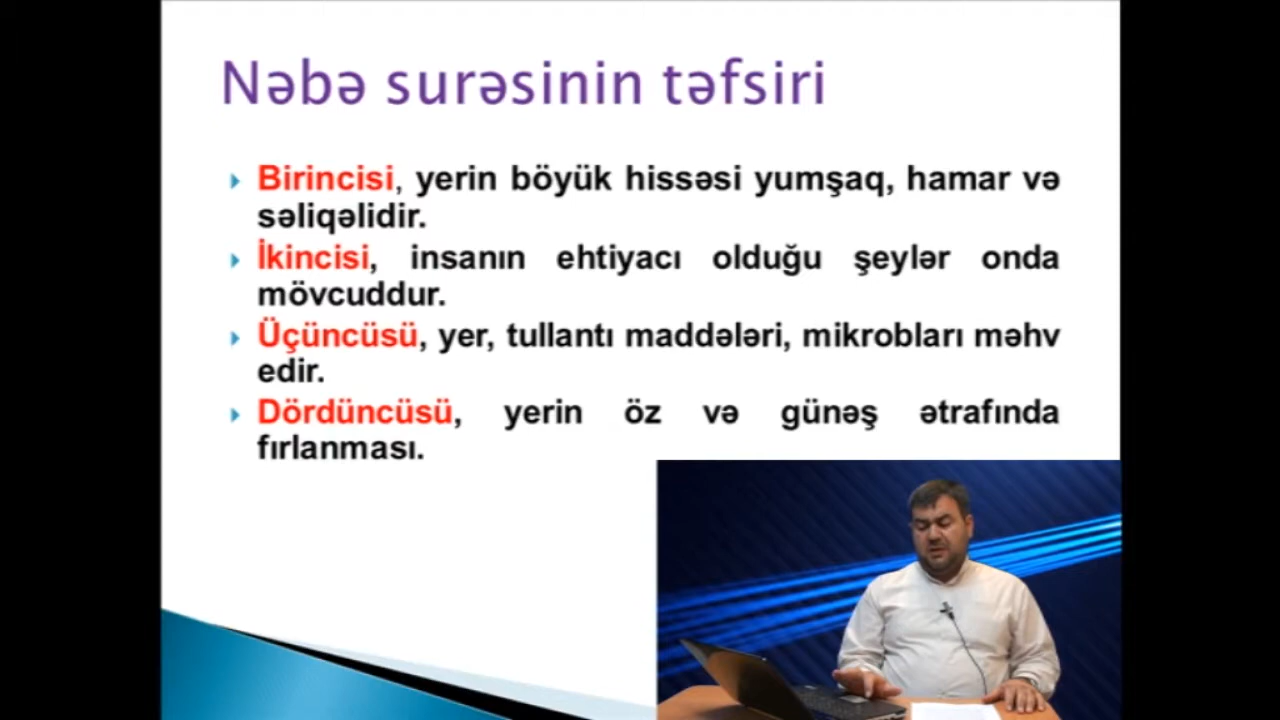 Nəbə surəsinin təfsiri
Birincisi, yerin böyük hissəsi yumşaq, hamar və
səliqəlidir.
İkincisi, insanın ehtiyacı olduğu şeylər onda
mövcuddur.
Üçüncüsü, yer, tullantı maddələri, mikrobları məhv
edir.
Dördüncüsü, yerin öz və günəş ətrafında
fırlanması.